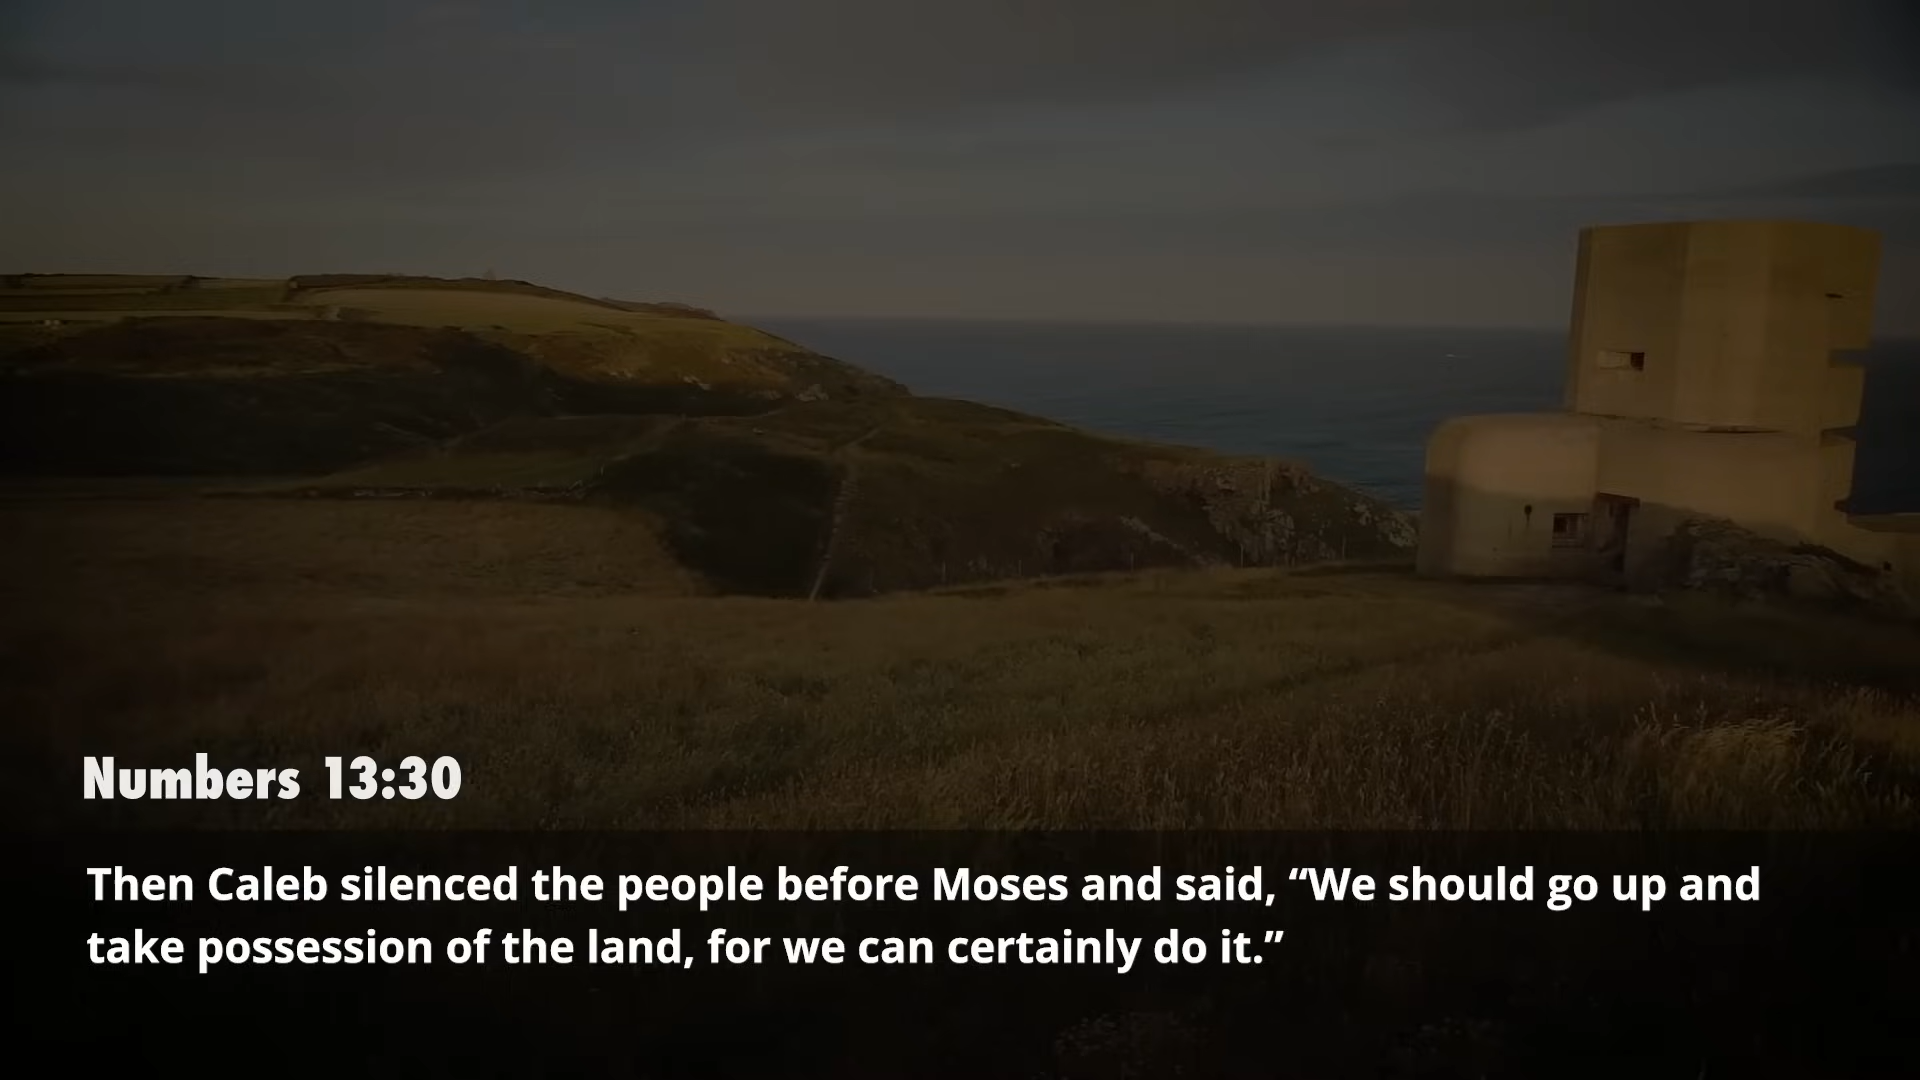 Numbers 13:30
Then Caleb silenced the people before Moses and said, “We should go up and
take possession of the land, for we can certainly do it.”